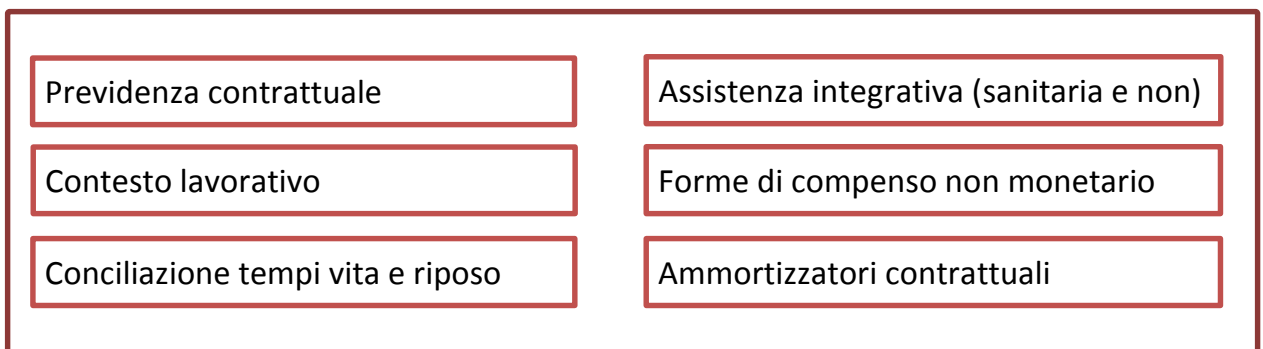 Previdenza contrattuale
Assistenza integrativa (sanitaria e non)
Contesto lavorativo
Forme di compenso non monetario
Conciliazione tempi vita e riposo
Ammortizzatori contrattuali